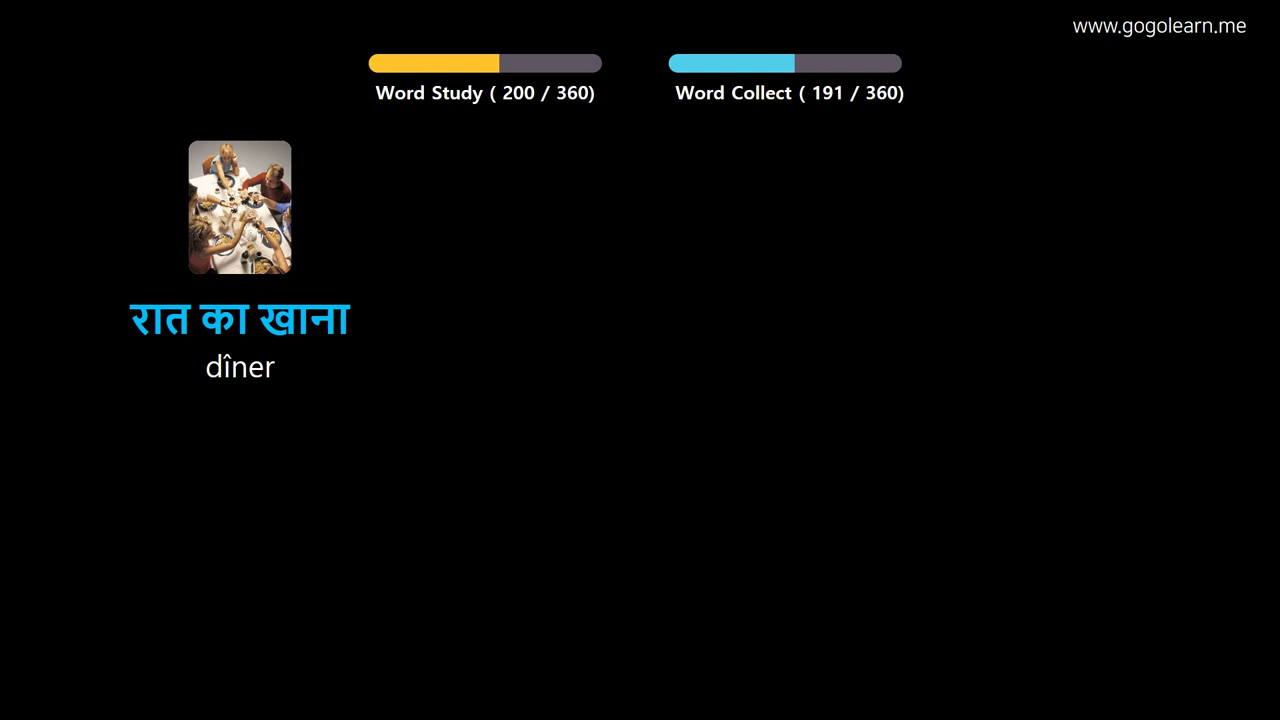 www.gogolearn.me
Word Study ( 200 / 360)
Word Collect ( 191 / 360)
रात का खाना
dîner